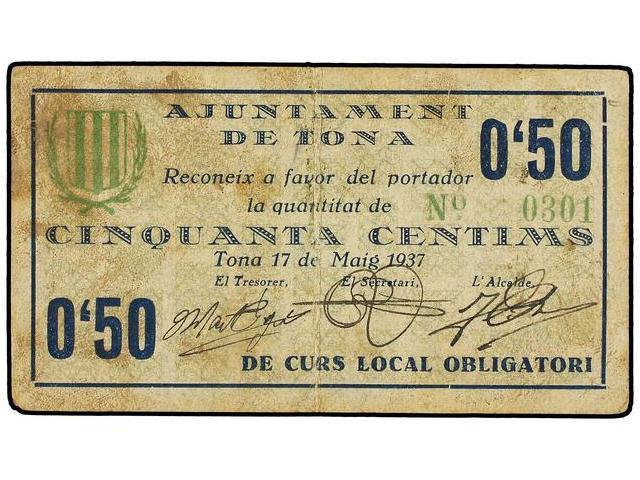 AJUNTAMENT
DE TONA
0'50
Reconeix a favor del portador
la quantitat de
Nº 0301
CINQUANTA CENTIMS
Tona 17 de Maig 1937
El Tresorer, El Secretari, L'Alcalde,
0'50
DE CURS LOCAL OBLIGATORI